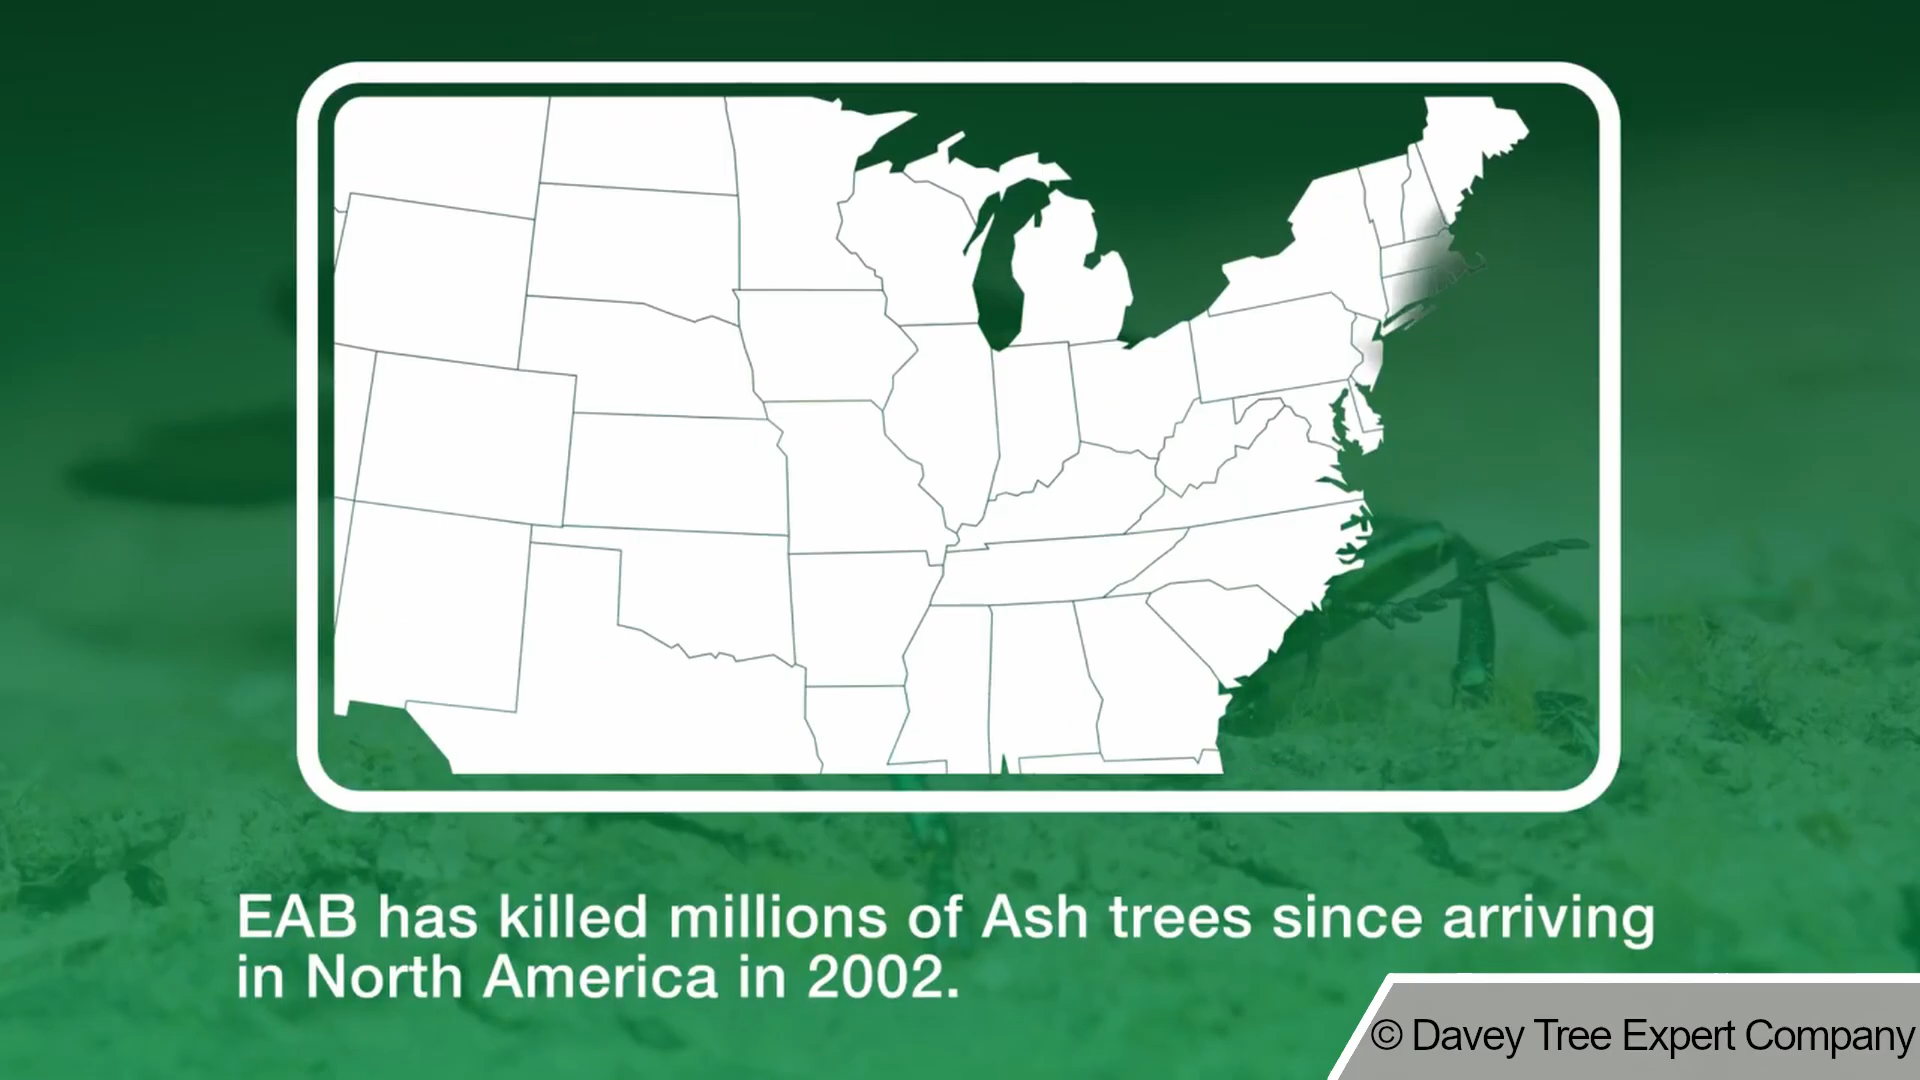 EAB has killed millions of Ash trees since arriving
in North America in 2002.
© Davey Tree Expert Company